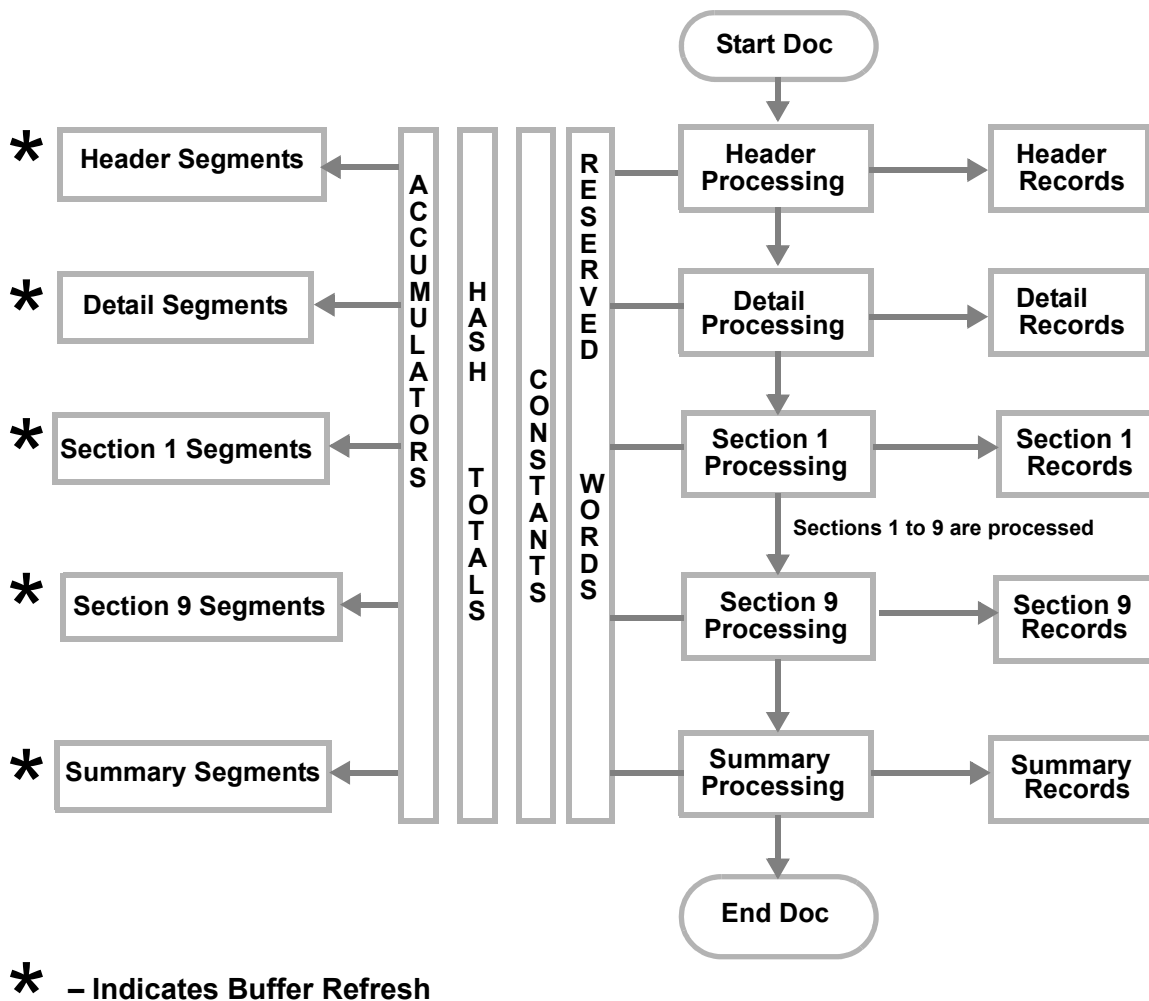 Start Doc
* Header Segments
Header
Processing
Header
Records
* Detail Segments
Detail
Processing
Detail
Records
* Section 1 Segments
Section 1
Processing
Section 1
Records
Sections 1 to 9 are processed
* Section 9 Segments
Section 9
Processing
Section 9
Records
* Summary Segments
Summary
Processing
Summary
Records
ACCUMULATORS
HASH TOTALS
CONSTANTS
RESERVED WORDS
End Doc
* – Indicates Buffer Refresh